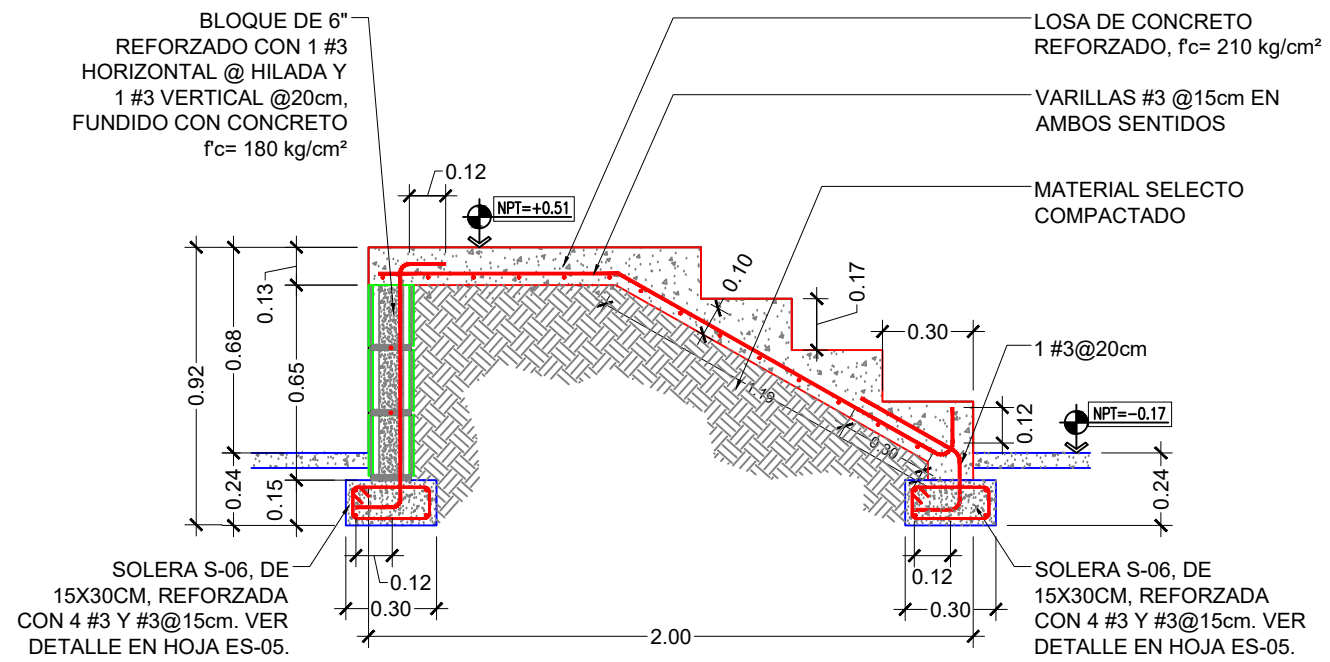 BLOQUE DE 6"
REFORZADO CON 1 #3
HORIZONTAL @ HILADA Y
1 #3 VERTICAL @20cm,
FUNDIDO CON CONCRETO
f'c= 180 kg/cm²
LOSA DE CONCRETO
REFORZADO, f'c= 210 kg/cm²
VARILLAS #3 @15cm EN
AMBOS SENTIDOS
MATERIAL SELECTO
COMPACTADO
0.12
NPT=+0.51
0.13
0.10
0.17
0.30
1 #3@20cm
0.92
0.68
0.65
1.19
0.30
0.12
NPT=-0.17
0.24
0.15
0.24
0.12
0.30
0.12
0.30
2.00
SOLERA S-06, DE
15X30CM, REFORZADA
CON 4 #3 Y #3@15cm. VER
DETALLE EN HOJA ES-05.
SOLERA S-06, DE
15X30CM, REFORZADA
CON 4 #3 Y #3@15cm. VER
DETALLE EN HOJA ES-05.